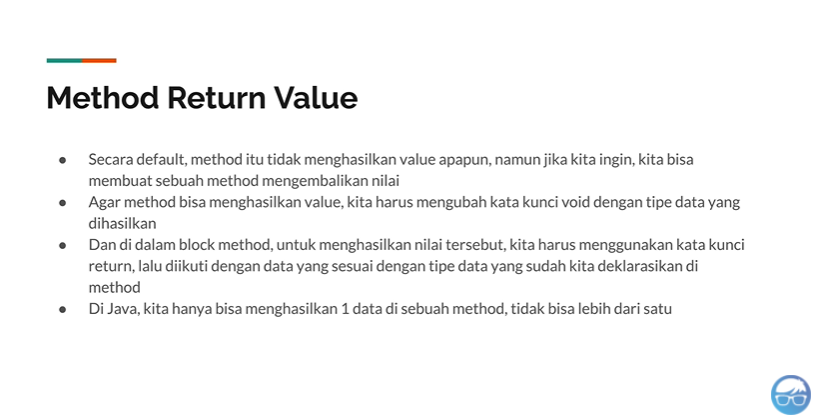 Method Return Value
● Secara default, method itu tidak menghasilkan value apapun, namun jika kita ingin, kita bisa
membuat sebuah method mengembalikan nilai
● Agar method bisa menghasilkan value, kita harus mengubah kata kunci void dengan tipe data yang
dihasilkan
● Dan di dalam block method, untuk menghasilkan nilai tersebut, kita harus menggunakan kata kunci
return, lalu diikuti dengan data yang sesuai dengan tipe data yang sudah kita deklarasikan di
method
● Di Java, kita hanya bisa menghasilkan 1 data di sebuah method, tidak bisa lebih dari satu